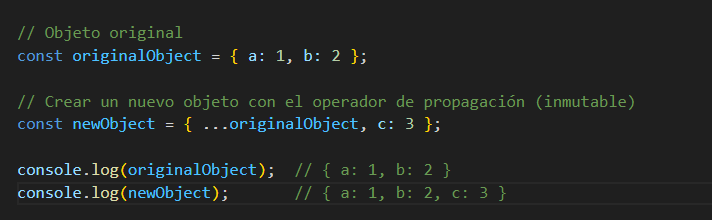 // Objeto original
const originalObject = { a: 1, b: 2 };
// Crear un nuevo objeto con el operador de propagación (inmutable)
const newObject = { ...originalObject, c: 3 };
console.log(originalObject);  // { a: 1, b: 2 }
console.log(newObject);       // { a: 1, b: 2, c: 3 }